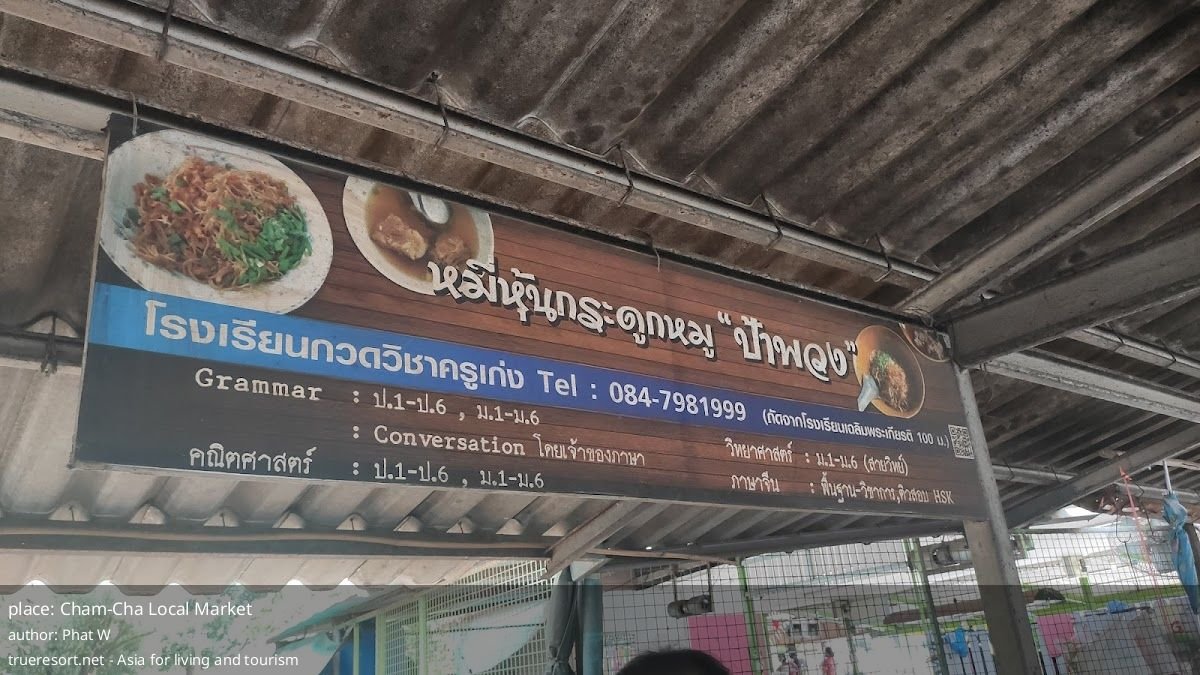 หมี่หุ้นกระดูกหมู "ป้าพวง"
โรงเรียนกวดวิชาครูเก่ง Tel : 084-7981999 (ถัดจากโรงเรียนเฉลิมพระเกียรติ 100 ม.)
Grammar : ป.1-ป.6 , ม.1-ม.6
: Conversation โดยเจ้าของภาษา
คณิตศาสตร์ : ป.1-ป.6 , ม.1-ม.6
วิทยาศาสตร์ : ม.1-ม.6 (สายวิทย์)
ภาษาจีน : พื้นฐาน-วิชาการ,ติวสอบ HSK
place: Cham-Cha Local Market
author: Phat W
trueresort.net - Asia for living and tourism